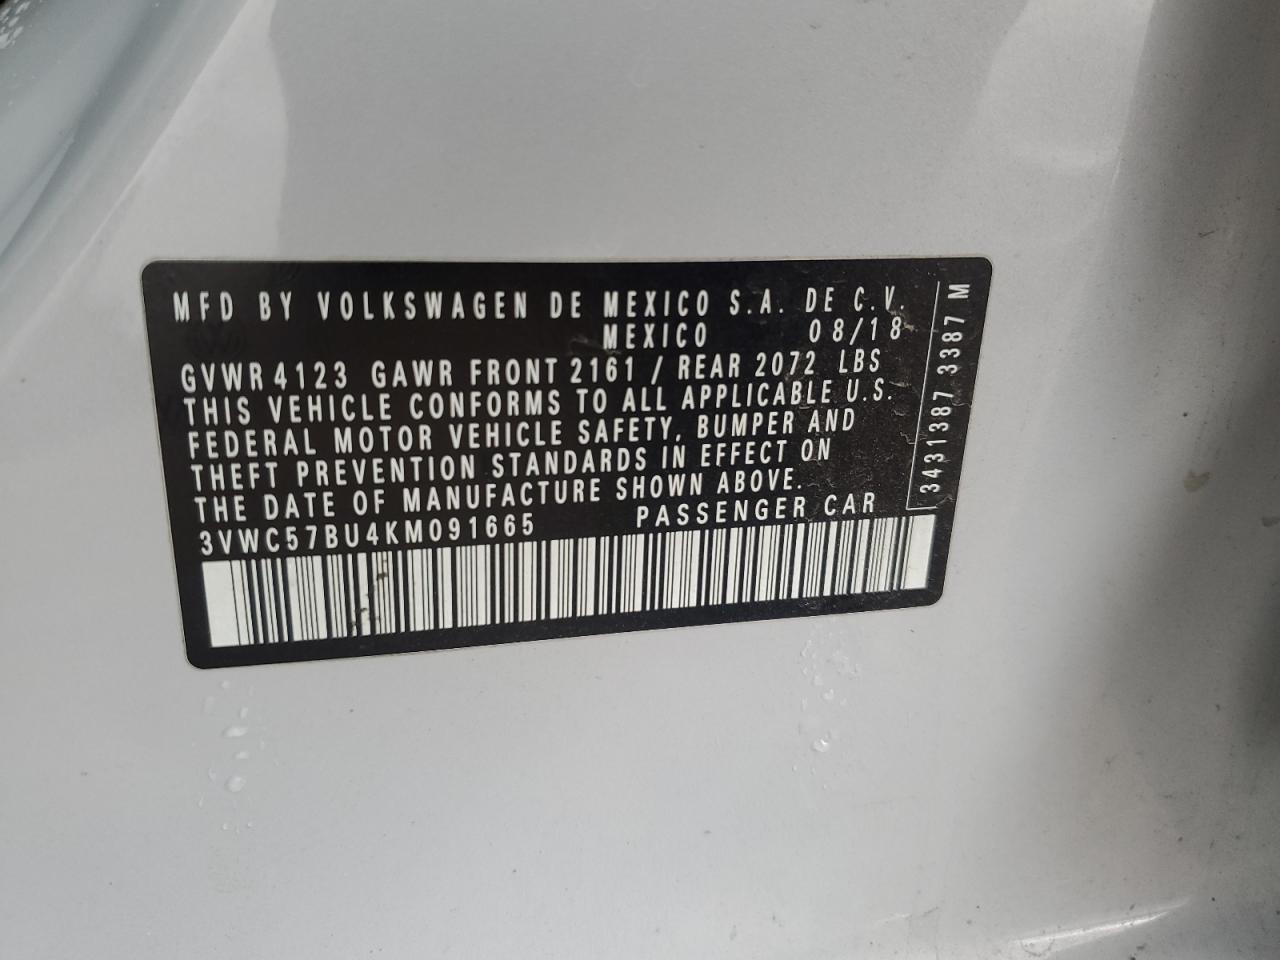 MFD BY VOLKSWAGEN DE MEXICO S.A. DE C.V.
MEXICO 08/18
GVWR 4123 GAWR FRONT 2161 / REAR 2072 LBS
THIS VEHICLE CONFORMS TO ALL APPLICABLE U.S.
FEDERAL MOTOR VEHICLE SAFETY, BUMPER AND
THEFT PREVENTION STANDARDS IN EFFECT ON
THE DATE OF MANUFACTURE SHOWN ABOVE.
3VWC57BU4KM091665 PASSENGER CAR
3431387 3387 M